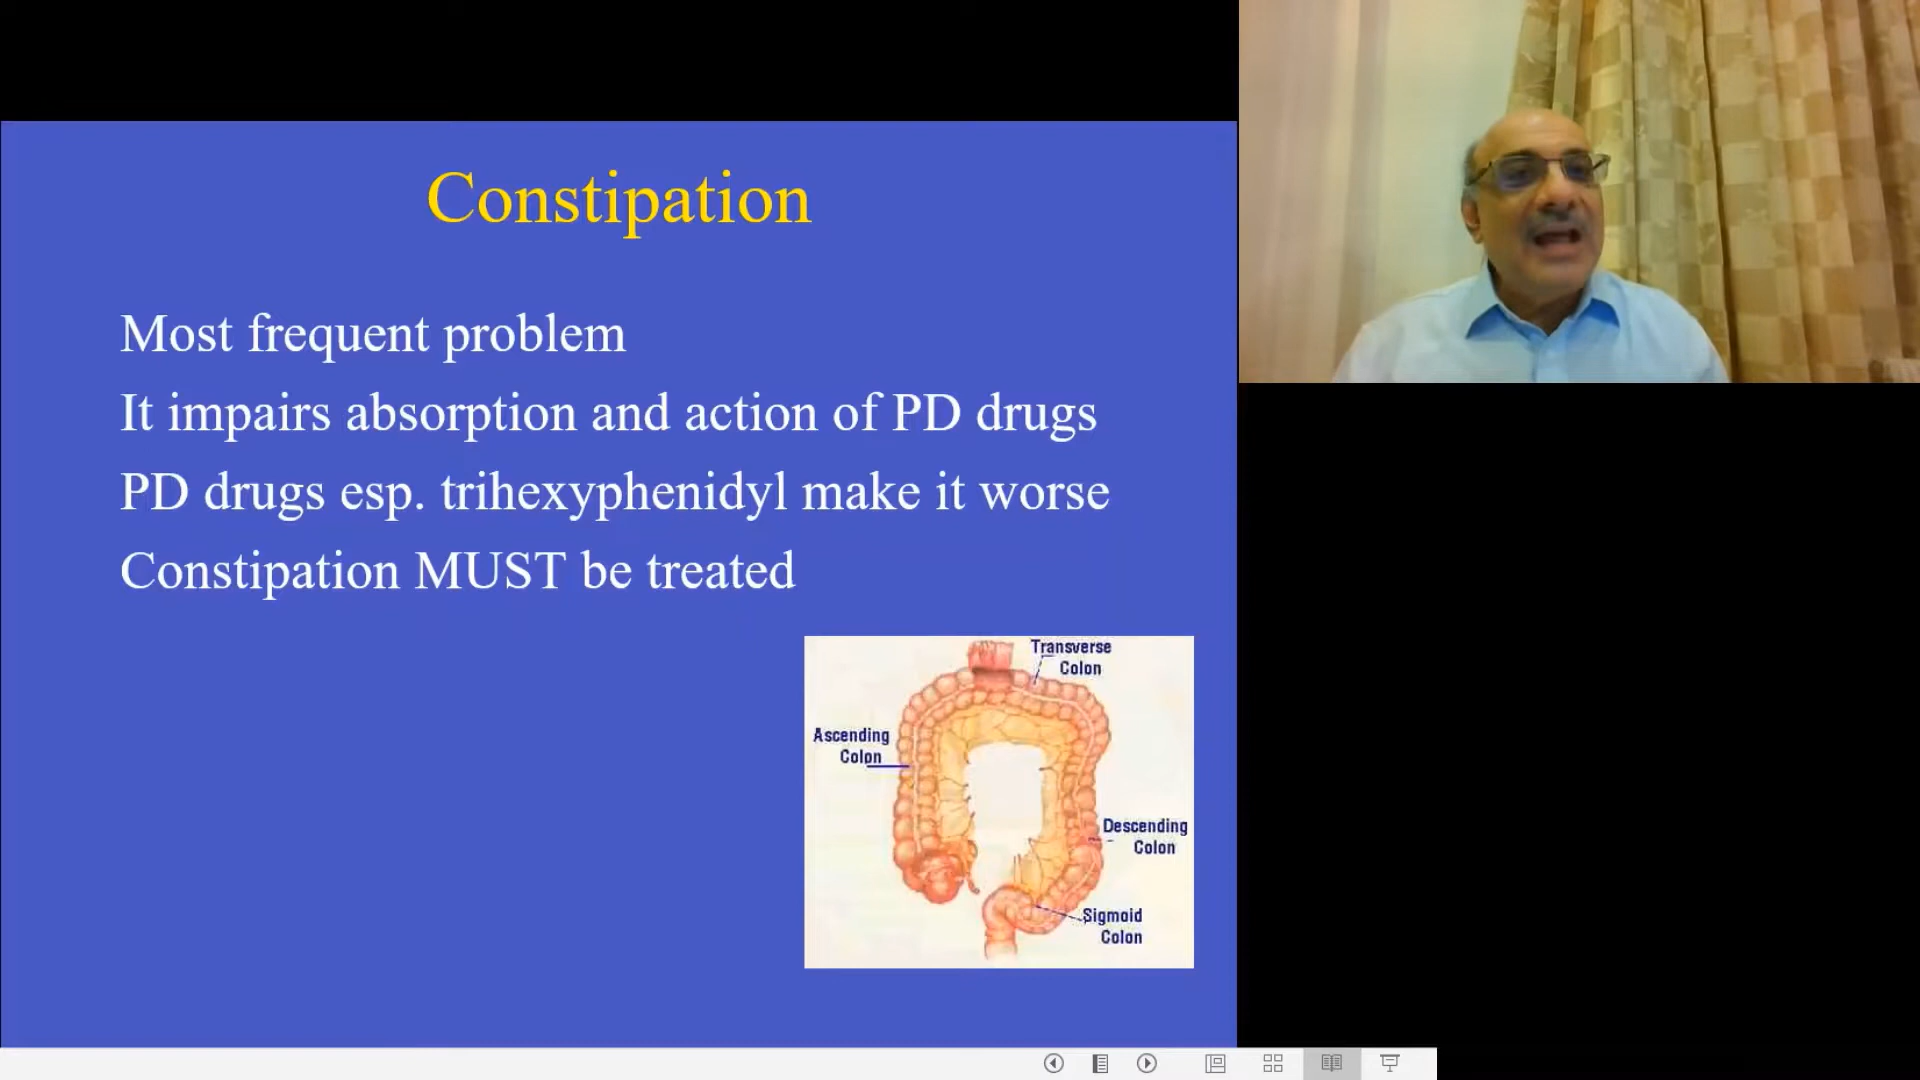 Constipation
Most frequent problem
It impairs absorption and action of PD drugs
PD drugs esp. trihexyphenidyl make it worse
Constipation MUST be treated
Transverse
Colon
Ascending
Colon
Descending
Colon
Sigmoid
Colon